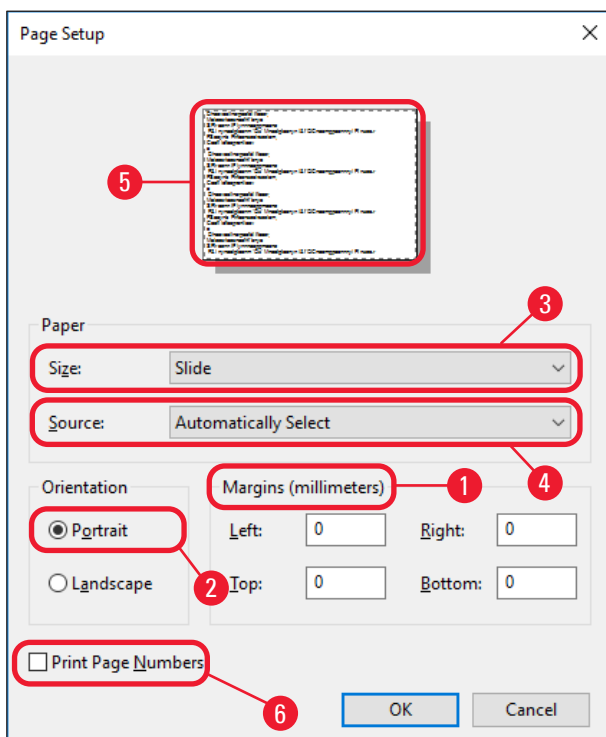 Page Setup
5
3
Paper
Size: Slide
Source: Automatically Select
4
Orientation
Margins (millimeters) 1
Portrait
Left: 0 Right: 0
2
Landscape
Top: 0 Bottom: 0
Print Page Numbers
6
OK Cancel